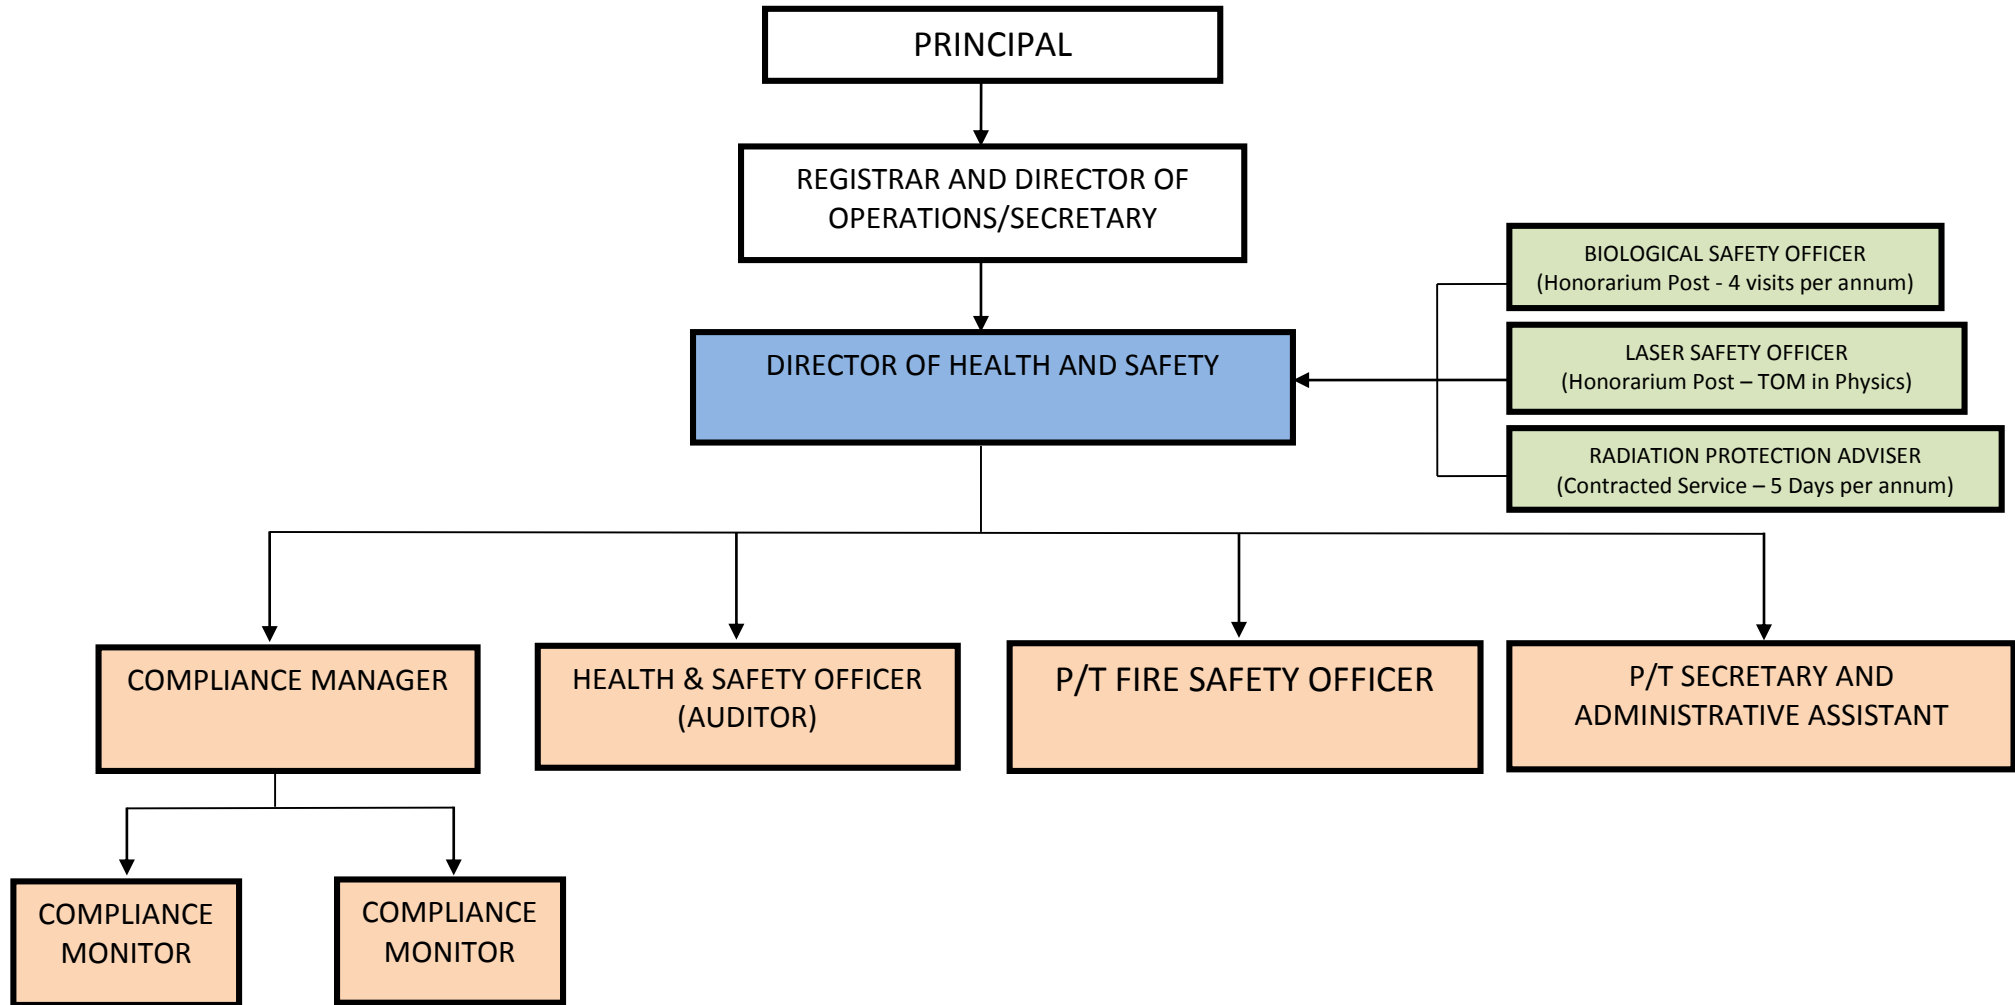 PRINCIPAL
REGISTRAR AND DIRECTOR OF
OPERATIONS/SECRETARY
BIOLOGICAL SAFETY OFFICER
(Honorarium Post - 4 visits per annum)
DIRECTOR OF HEALTH AND SAFETY
LASER SAFETY OFFICER
(Honorarium Post – TOM in Physics)
RADIATION PROTECTION ADVISER
(Contracted Service – 5 Days per annum)
COMPLIANCE MANAGER
HEALTH & SAFETY OFFICER
(AUDITOR)
P/T FIRE SAFETY OFFICER
P/T SECRETARY AND
ADMINISTRATIVE ASSISTANT
COMPLIANCE
MONITOR
COMPLIANCE
MONITOR